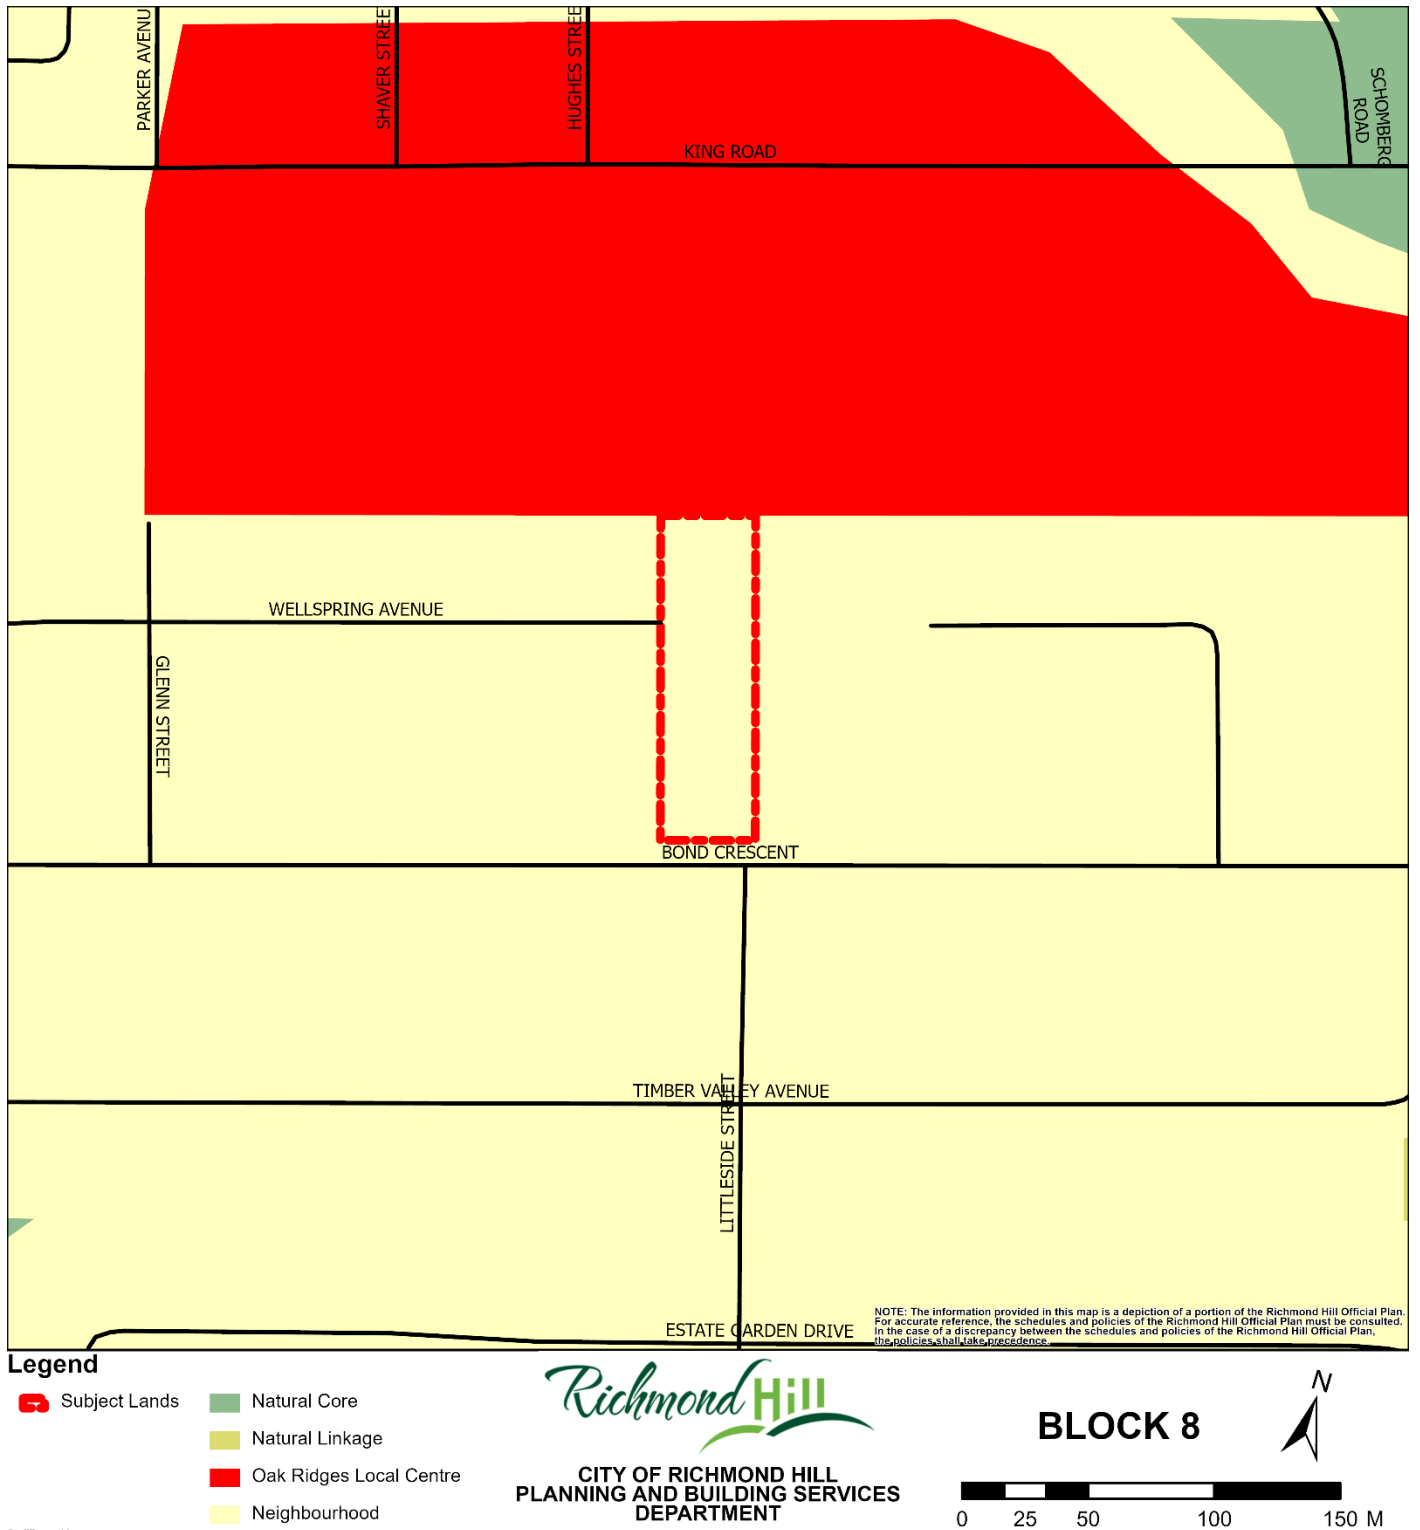 PARKER AVENU
SHAVER STREE
HUGHES STREE
SCHOMBERG
ROAD
KING ROAD
WELLSPRING AVENUE
GLENN STREET
BOND CRESCENT
TIMBER VALLEY AVENUE
LITTLESIDE STREET
ESTATE GARDEN DRIVE
NOTE: The information provided in this map is a depiction of a portion of the Richmond Hill Official Plan.
For accurate reference, the schedules and policies of the Richmond Hill Official Plan must be consulted.
In the case of a discrepancy between the schedules and policies of the Richmond Hill Official Plan,
the policies shall take precedence.
Legend
Subject Lands
Natural Core
Natural Linkage
Oak Ridges Local Centre
Neighbourhood
Richmond Hill
CITY OF RICHMOND HILL
PLANNING AND BUILDING SERVICES
DEPARTMENT
BLOCK 8
N
0 25 50 100 150 M